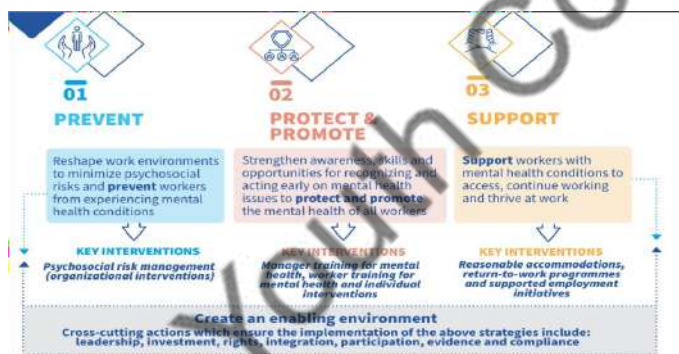 01
PREVENT
Reshape work environments
to minimize psychosocial
risks and prevent workers
from experiencing mental
health conditions
KEY INTERVENTIONS
Psychosocial risk management
(organizational interventions)
02
PROTECT &
PROMOTE
Strengthen awareness, skills and
opportunities for recognizing and
acting early on mental health
issues to protect and promote
the mental health of all workers
KEY INTERVENTIONS
Manager training for mental
health, worker training for
mental health and individual
interventions
03
SUPPORT
Support workers with
mental health conditions to
access, continue working
and thrive at work
KEY INTERVENTIONS
Reasonable accommodations,
return-to-work programmes
and supported employment
initiatives
Create an enabling environment
Cross-cutting actions which ensure the implementation of the above strategies include:
leadership, investment, rights, integration, participation, evidence and compliance
Youth Co